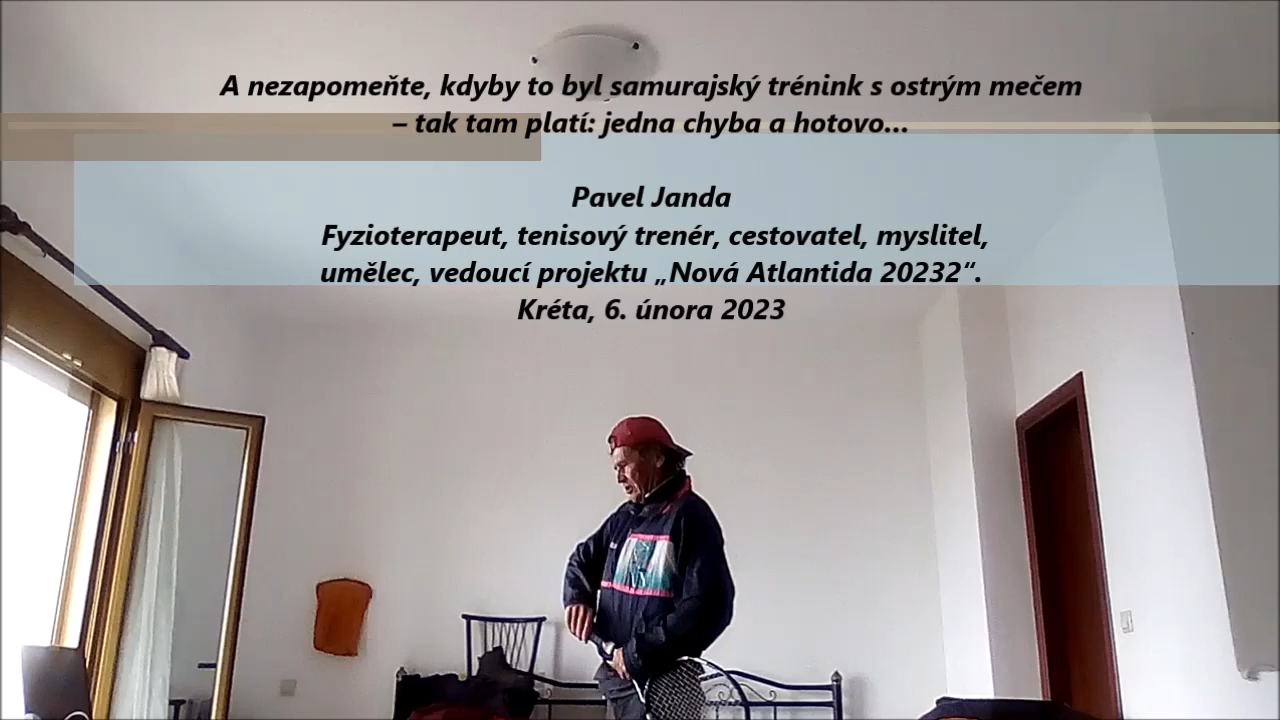 A nezapomeňte, kdyby to byl samurajský trénink s ostrým mečem
– tak tam platí: jedna chyba a hotovo...
Pavel Janda
Fyzioterapeut, tenisový trenér, cestovatel, myslitel,
umělec, vedoucí projektu „Nová Atlantida 20232“.
Kréta, 6. února 2023